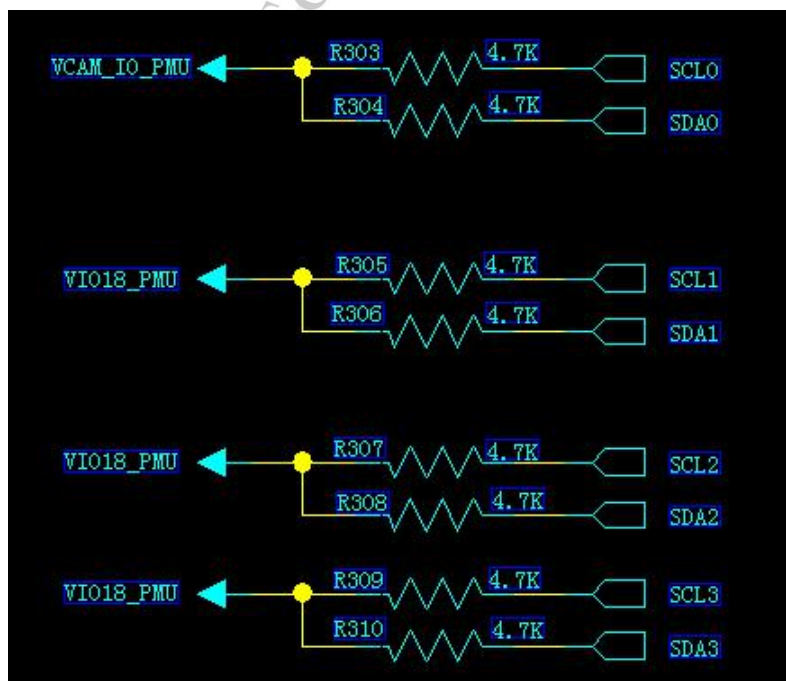 R303 4.7K
VCAM_IO_PMU SCL0
R304 4.7K
SDA0
R305 4.7K
VIO18_PMU SCL1
R306 4.7K
SDA1
R307 4.7K
VIO18_PMU SCL2
R308 4.7K
SDA2
R309 4.7K
VIO18_PMU SCL3
R310 4.7K
SDA3